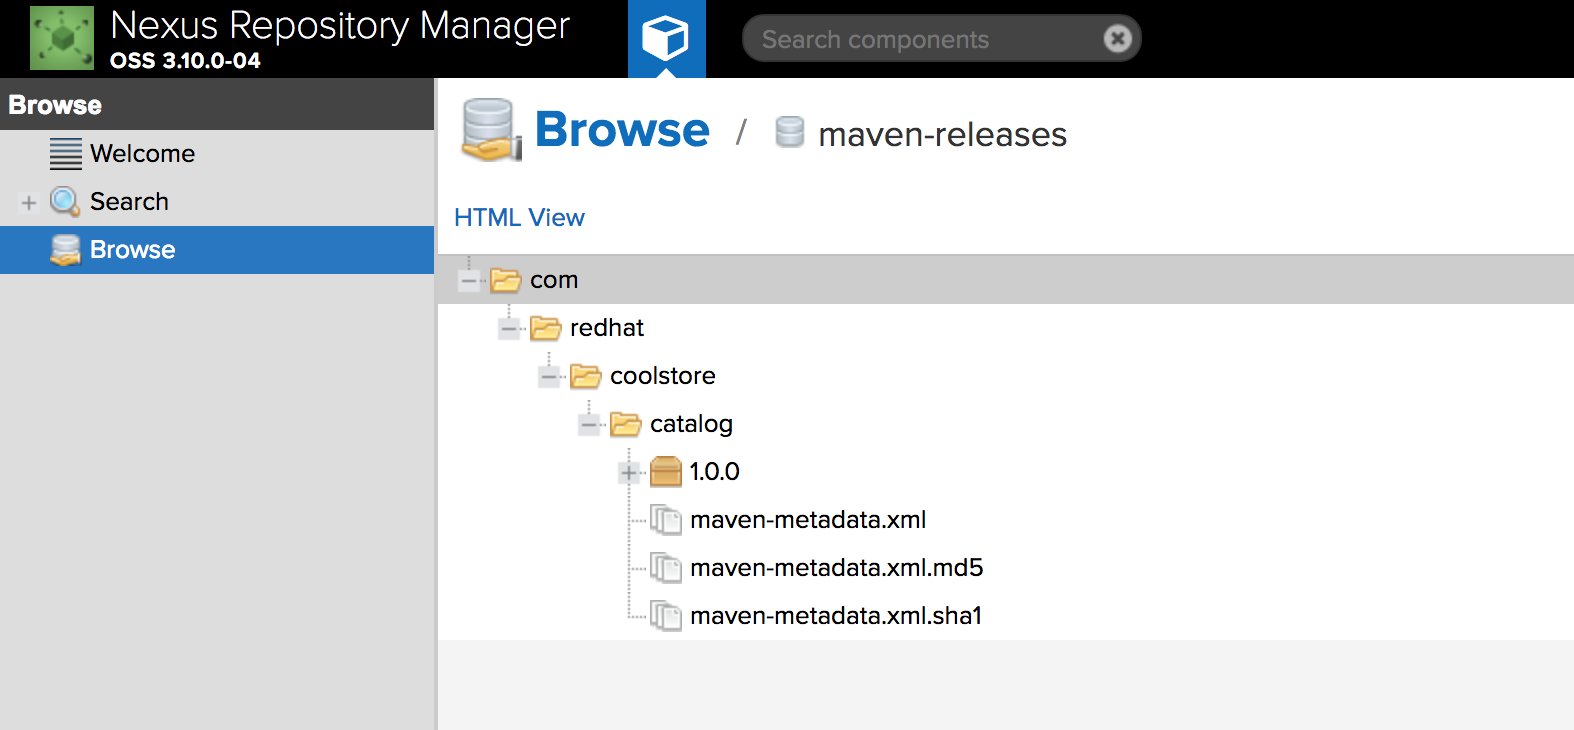 Nexus Repository Manager
OSS 3.10.0-04
Search components
Browse
Welcome
Search
Browse
Browse / maven-releases
HTML View
com
redhat
coolstore
catalog
1.0.0
maven-metadata.xml
maven-metadata.xml.md5
maven-metadata.xml.sha1